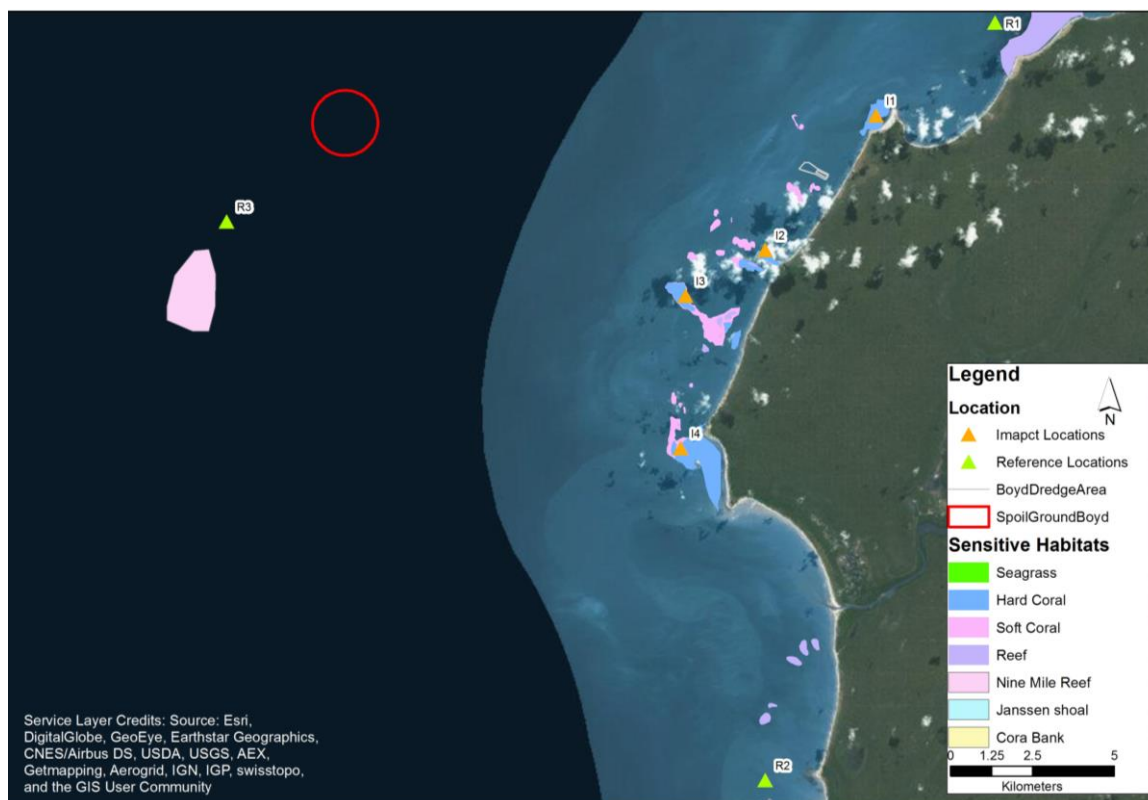 R1
I1
R3
I2
I3
I4
R2
Legend
Location
N
Imapct Locations
Reference Locations
BoydDredgeArea
SpoilGroundBoyd
Sensitive Habitats
Seagrass
Hard Coral
Soft Coral
Reef
Nine Mile Reef
Janssen shoal
Cora Bank
0 1.25 2.5 5
Kilometers
Service Layer Credits: Source: Esri,
DigitalGlobe, GeoEye, Earthstar Geographics,
CNES/Airbus DS, USDA, USGS, AEX,
Getmapping, Aerogrid, IGN, IGP, swisstopo,
and the GIS User Community